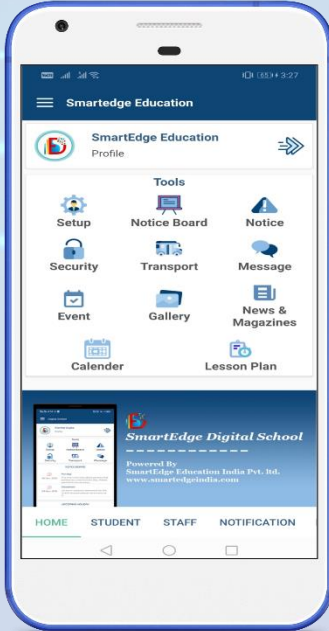 3:27
Smartedge Education
SmartEdge Education
Profile
Tools
Setup
Notice Board
Notice
Security
Transport
Message
Event
Gallery
News &
Magazines
Calender
Lesson Plan
SmartEdge Digital School
Powered By
SmartEdge Education India Pvt. ltd.
www.smartedgeindia.com
HOME
STUDENT
STAFF
NOTIFICATION